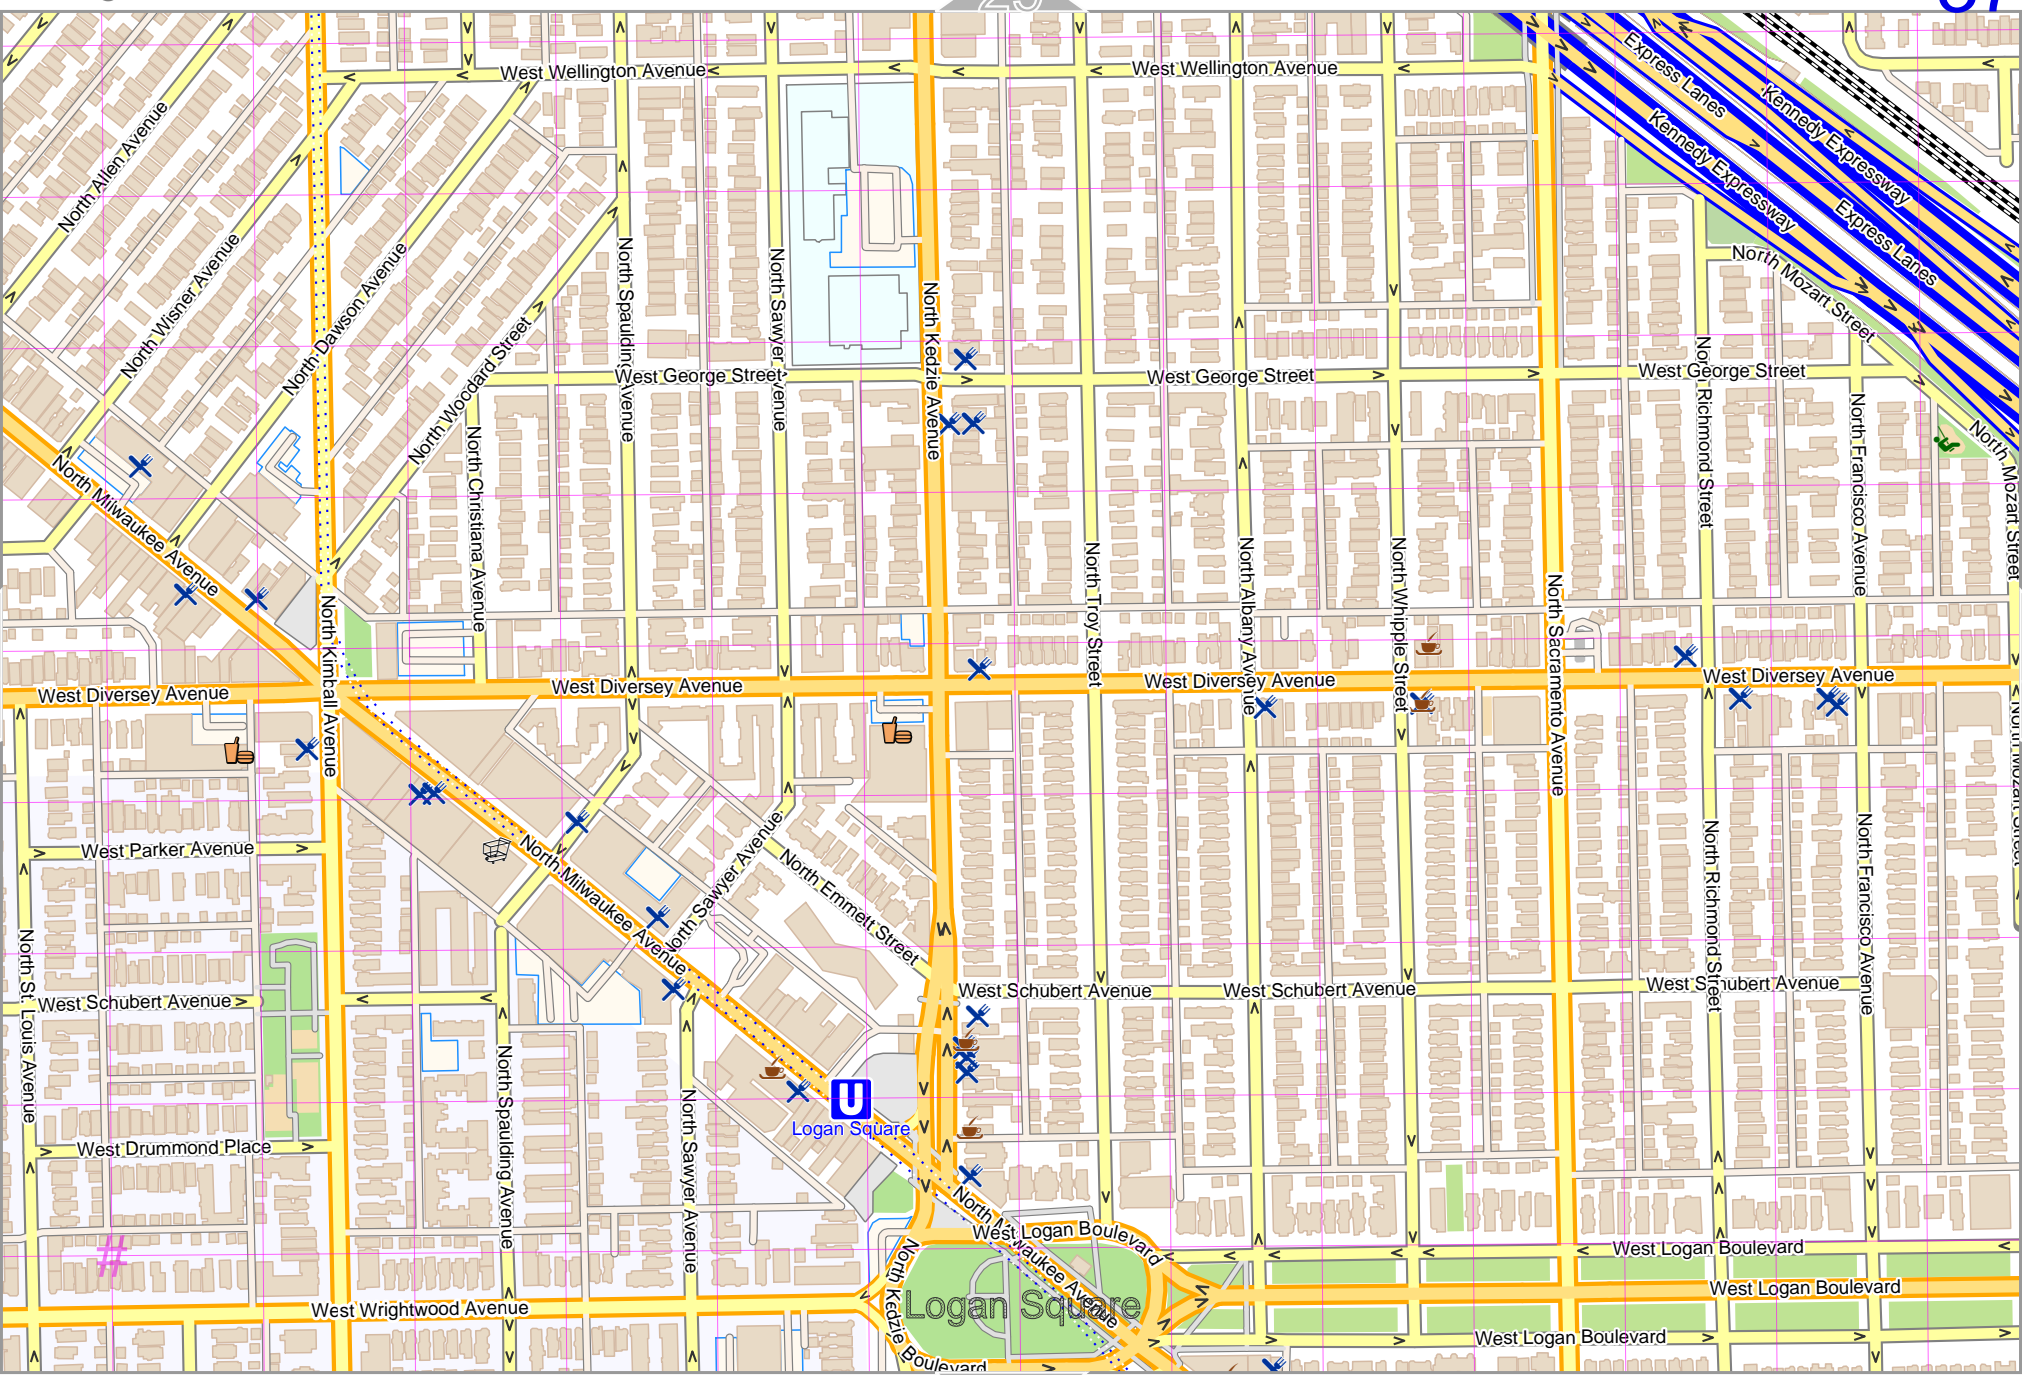 West Wellington Avenue
West Wellington Avenue
Express Lanes
Kennedy Expressway
Kennedy Expressway
Express Lanes
North Allen Avenue
North Wisner Avenue
North Dawson Avenue
North Woodard Street
North Spaulding Avenue
North Sawyer Avenue
North Kedzie Avenue
North Mozart Street
West George Street
West George Street
West George Street
North Richmond Street
North Francisco Avenue
North Mozart Street
North Milwaukee Avenue
North Christiana Avenue
North Kimball Avenue
North Troy Street
North Albany Avenue
North Whipple Street
North Sacramento Avenue
West Diversey Avenue
West Diversey Avenue
West Diversey Avenue
West Diversey Avenue
North Mozart Street
West Parker Avenue
North Milwaukee Avenue
North Sawyer Avenue
North Emmett Street
North Richmond Street
North Francisco Avenue
North St. Louis Avenue
West Schubert Avenue
West Schubert Avenue
West Schubert Avenue
West Schubert Avenue
North Spaulding Avenue
North Sawyer Avenue
U
Logan Square
West Drummond Place
#
North Milwaukee Avenue
West Logan Boulevard
West Logan Boulevard
West Logan Boulevard
West Logan Boulevard
West Wrightwood Avenue
Logan Square
North Kedzie Boulevard